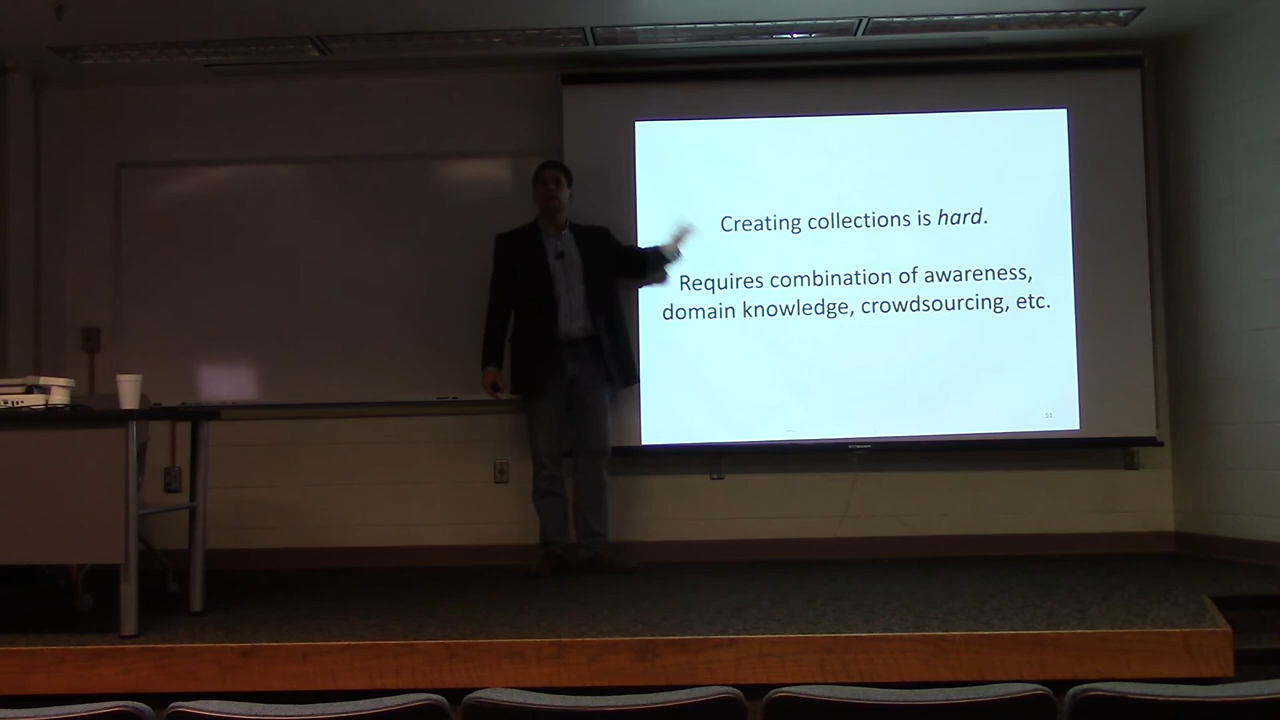 Creating collections is hard.
Requires combination of awareness,
domain knowledge, crowdsourcing, etc.